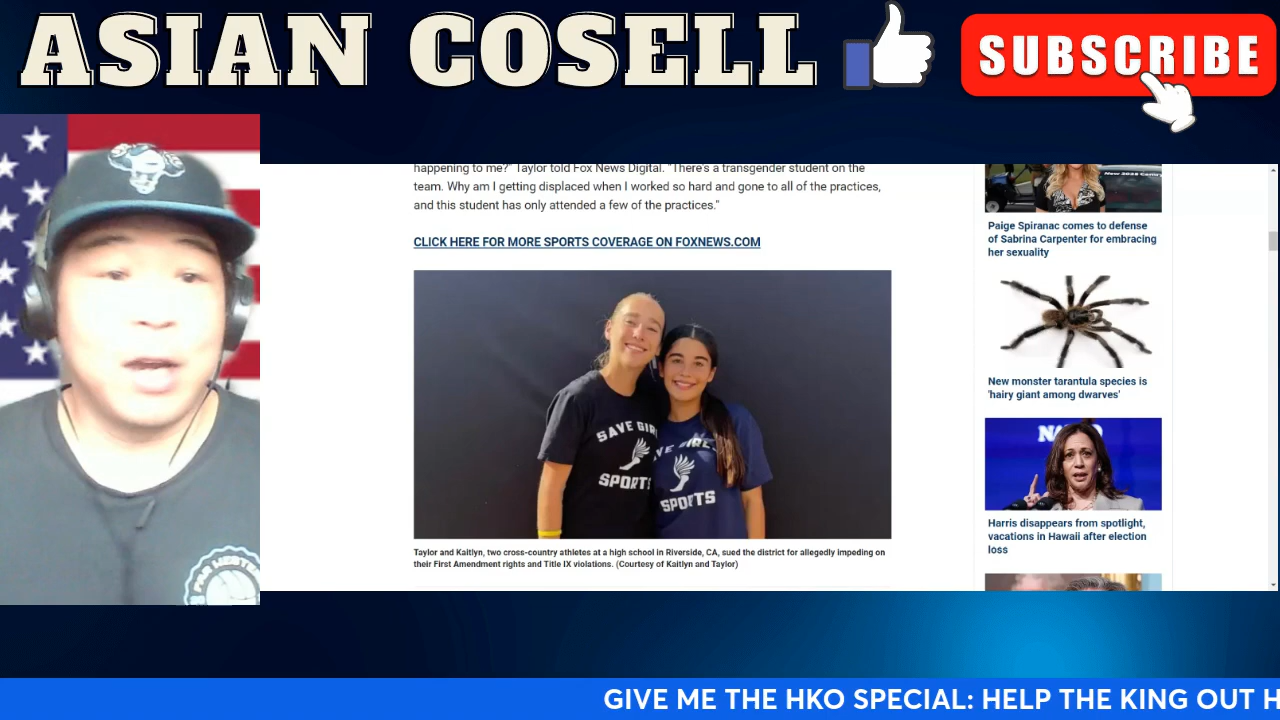 ASIAN COSELL
SUBSCRIBE
happening to me?" Taylor told Fox News Digital. "There's a transgender student on the
team. Why am I getting displaced when I worked so hard and gone to all of the practices,
and this student has only attended a few of the practices."
CLICK HERE FOR MORE SPORTS COVERAGE ON FOXNEWS.COM
SAVE GIRL
SPORTS
VE GIRLS
SPORTS
Taylor and Kaitlyn, two cross-country athletes at a high school in Riverside, CA, sued the district for allegedly impeding on
their First Amendment rights and Title IX violations. (Courtesy of Kaitlyn and Taylor)
Paige Spiranac comes to defense
of Sabrina Carpenter for embracing
her sexuality
New monster tarantula species is
'hairy giant among dwarves'
Harris disappears from spotlight,
vacations in Hawaii after election
loss
GIVE ME THE HKO SPECIAL: HELP THE KING OUT H